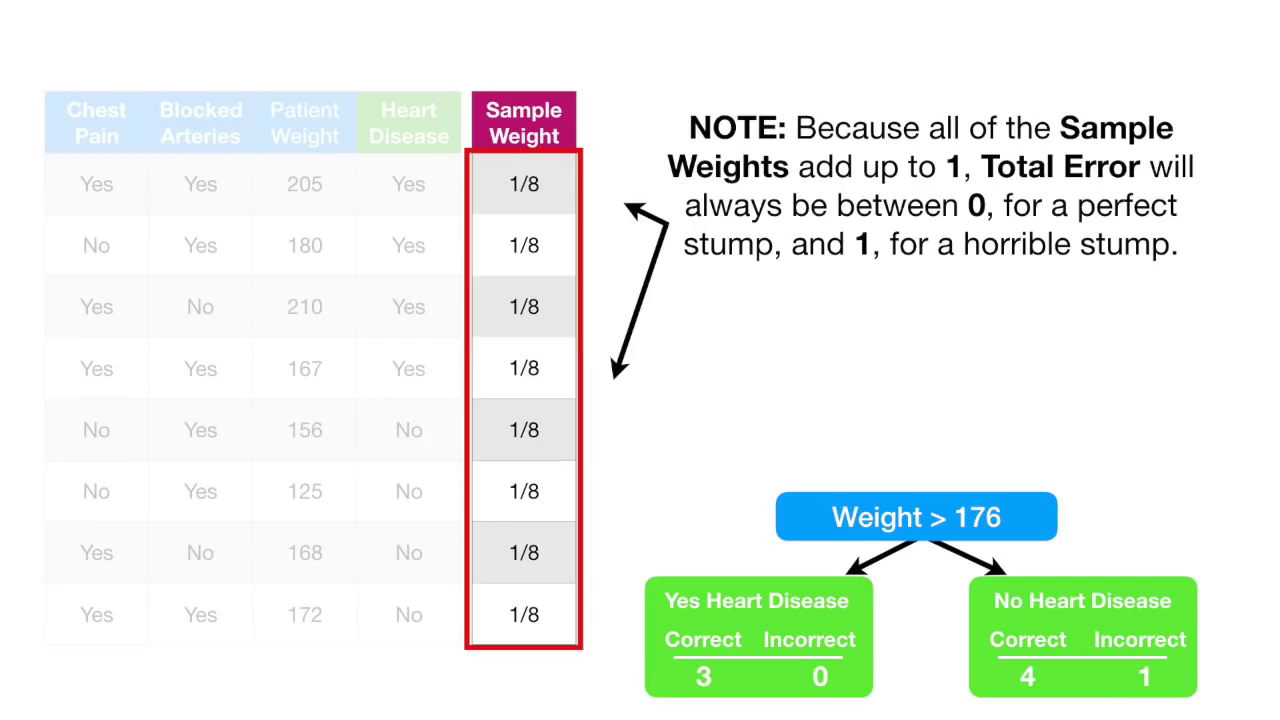 Chest Pain Blocked Arteries Patient Weight Heart Disease Sample Weight
Yes Yes 205 Yes 1/8
No Yes 180 Yes 1/8
Yes No 210 Yes 1/8
Yes Yes 167 Yes 1/8
No Yes 156 No 1/8
No Yes 125 No 1/8
Yes No 168 No 1/8
Yes Yes 172 No 1/8
NOTE: Because all of the Sample
Weights add up to 1, Total Error will
always be between 0, for a perfect
stump, and 1, for a horrible stump.
Weight > 176
Yes Heart Disease
Correct Incorrect
3 0
No Heart Disease
Correct Incorrect
4 1